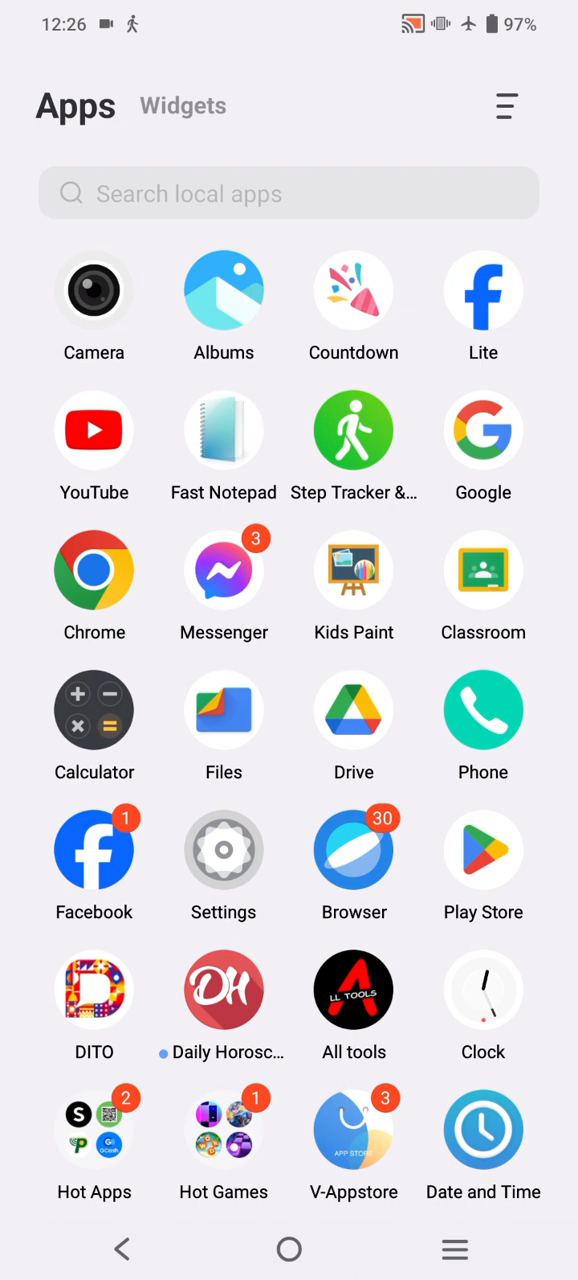 12:26 97%
Apps Widgets
Search local apps
Camera Albums Countdown Lite
YouTube Fast Notepad Step Tracker &... Google
3
Chrome Messenger Kids Paint Classroom
Calculator Files Drive Phone
1 30
Facebook Settings Browser Play Store
DH A
LL TOOLS
DITO Daily Horosc... All tools Clock
2 1 3
S
GCash
APP STORE
Hot Apps Hot Games V-Appstore Date and Time